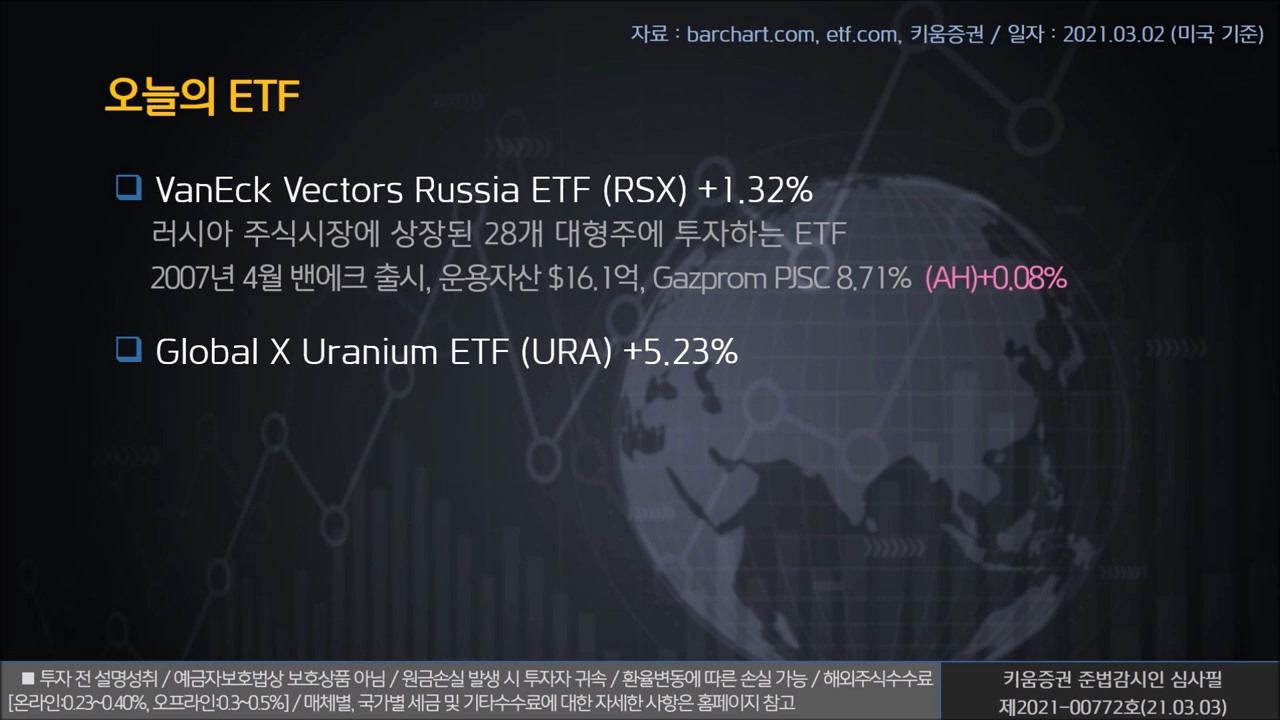 자료 : barchart.com, etf.com, 키움증권 / 일자 : 2021.03.02 (미국 기준)
오늘의 ETF
❑ VanEck Vectors Russia ETF (RSX) +1.32%
러시아 주식시장에 상장된 28개 대형주에 투자하는 ETF
2007년 4월 밴에크 출시, 운용자산 $16.1억, Gazprom PJSC 8.71% (AH)+0.08%
❑ Global X Uranium ETF (URA) +5.23%
■ 투자 전 설명성취 / 예금자보호법상 보호상품 아님 / 원금손실 발생 시 투자자 귀속 / 환율변동에 따른 손실 가능 / 해외주식수수료
[온라인:0.23~0.40%, 오프라인:0.3~0.5%] / 매체별, 국가별 세금 및 기타수수료에 대한 자세한 사항은 홈페이지 참고
키움증권 준법감시인 심사필
제2021-00772호(21.03.03)